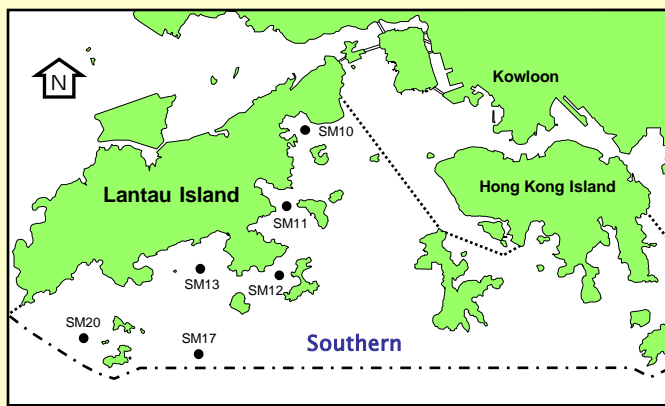 N
Kowloon
SM10
Lantau Island
Hong Kong Island
SM11
SM13
SM12
SM20
SM17
Southern